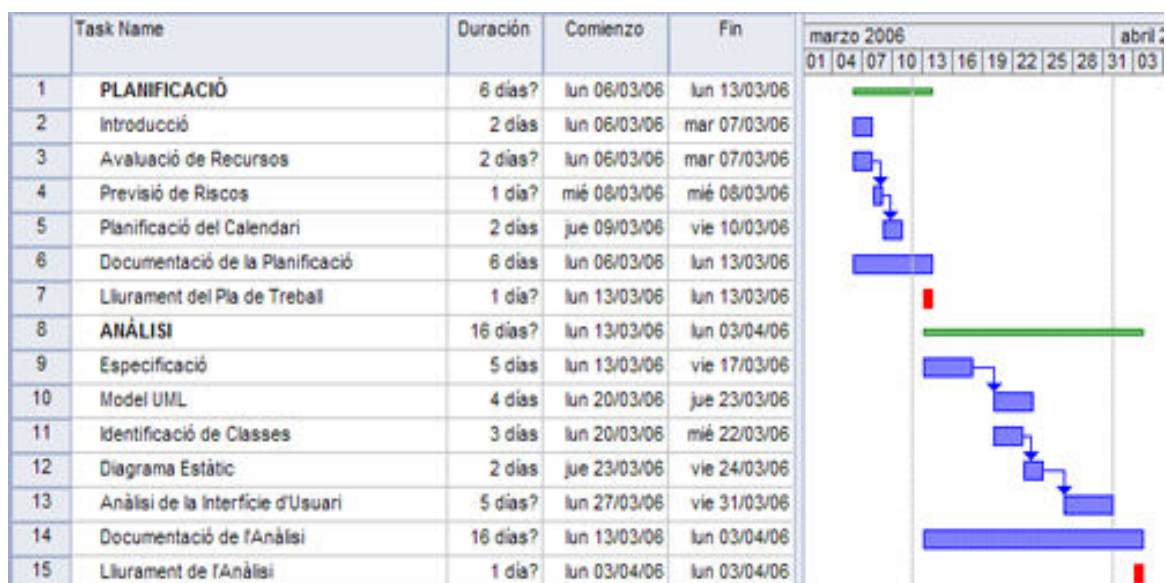 Task Name Duración Comienzo Fin marzo 2006 abril 2
01 04 07 10 13 16 19 22 25 28 31 03
1 PLANIFICACIÓ 6 días? lun 06/03/06 lun 13/03/06
2 Introducció 2 días lun 06/03/06 mar 07/03/06
3 Avaluació de Recursos 2 días? lun 06/03/06 mar 07/03/06
4 Previsió de Riscos 1 día? mié 08/03/06 mié 08/03/06
5 Planificació del Calendari 2 días jue 09/03/06 vie 10/03/06
6 Documentació de la Planificació 6 días lun 06/03/06 lun 13/03/06
7 Lliurament del Pla de Treball 1 día? lun 13/03/06 lun 13/03/06
8 ANÀLISI 16 días? lun 13/03/06 lun 03/04/06
9 Especificació 5 días lun 13/03/06 vie 17/03/06
10 Model UML 4 días lun 20/03/06 jue 23/03/06
11 Identificació de Classes 3 días lun 20/03/06 mié 22/03/06
12 Diagrama Estàtic 2 días jue 23/03/06 vie 24/03/06
13 Anàlisi de la Interfície d'Usuari 5 días? lun 27/03/06 vie 31/03/06
14 Documentació de l'Anàlisi 16 días? lun 13/03/06 lun 03/04/06
15 Lliurament de l'Anàlisi 1 día? lun 03/04/06 lun 03/04/06